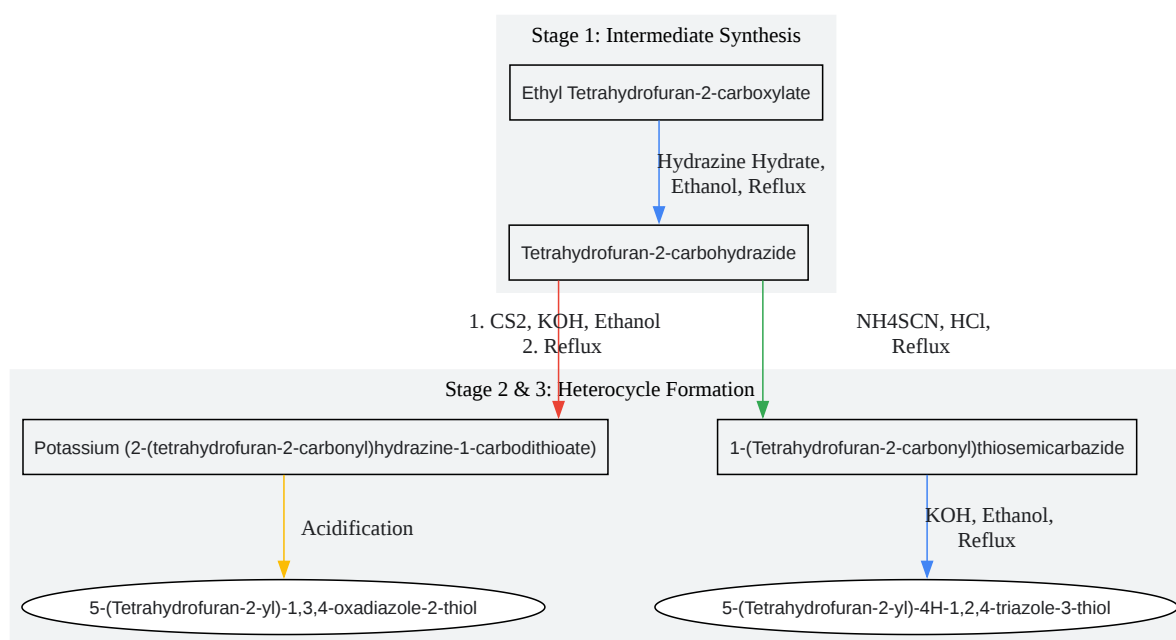 Stage 1: Intermediate Synthesis
Ethyl Tetrahydrofuran-2-carboxylate
Hydrazine Hydrate,
Ethanol, Reflux
Tetrahydrofuran-2-carbohydrazide
1. CS2, KOH, Ethanol
2. Reflux
NH4SCN, HCl,
Reflux
Stage 2 & 3: Heterocycle Formation
Potassium (2-(tetrahydrofuran-2-carbonyl)hydrazine-1-carbodithioate)
1-(Tetrahydrofuran-2-carbonyl)thiosemicarbazide
Acidification
KOH, Ethanol,
Reflux
5-(Tetrahydrofuran-2-yl)-1,3,4-oxadiazole-2-thiol
5-(Tetrahydrofuran-2-yl)-4H-1,2,4-triazole-3-thiol